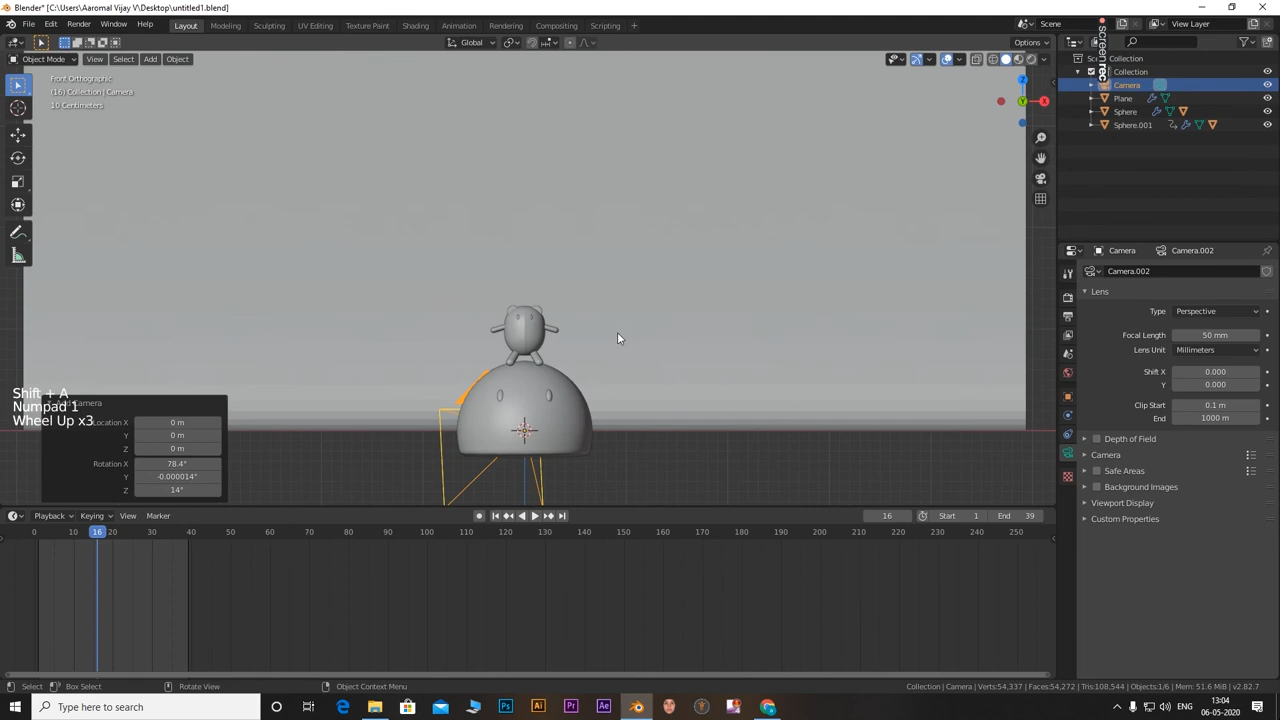 Blender* [C:\Users\Aaromal Vijay V\Desktop\untitled1.blend]
File Edit Render Window Help Layout Modeling Sculpting UV Editing Texture Paint Shading Animation Rendering Compositing Scripting Scene View Layer
Global Options
Object Mode View Select Add Object
Front Orthographic
(16) Collection | Camera
10 Centimeters
Z
Y
X
screenrec
Collection
Camera
Plane
Sphere
Sphere.001
Camera Camera.002
Camera.002
Lens
Type Perspective
Focal Length 50 mm
Lens Unit Millimeters
Shift X 0.000
Y 0.000
Clip Start 0.1 m
End 1000 m
Depth of Field
Camera
Safe Areas
Background Images
Viewport Display
Custom Properties
Shift + A
Numpad 1
Wheel Up x3
Add Camera
Location X 0 m
Y 0 m
Z 0 m
Rotation X 78.4°
Y -0.000014°
Z 14°
Playback Keying View Marker 16 Start 1 End 39
0 16 20 30 40 50 60 70 80 90 100 110 120 130 140 150 160 170 180 190 200 210 220 230 240 250
Select Box Select Rotate View Object Context Menu Collection | Camera | Verts:54,337 | Faces:54,272 | Tris:108,544 | Objects:1/6 | Mem: 51.6 MiB | v2.82.7
Type here to search
Ps Ai Pr Ae
13:04
06-05-2020